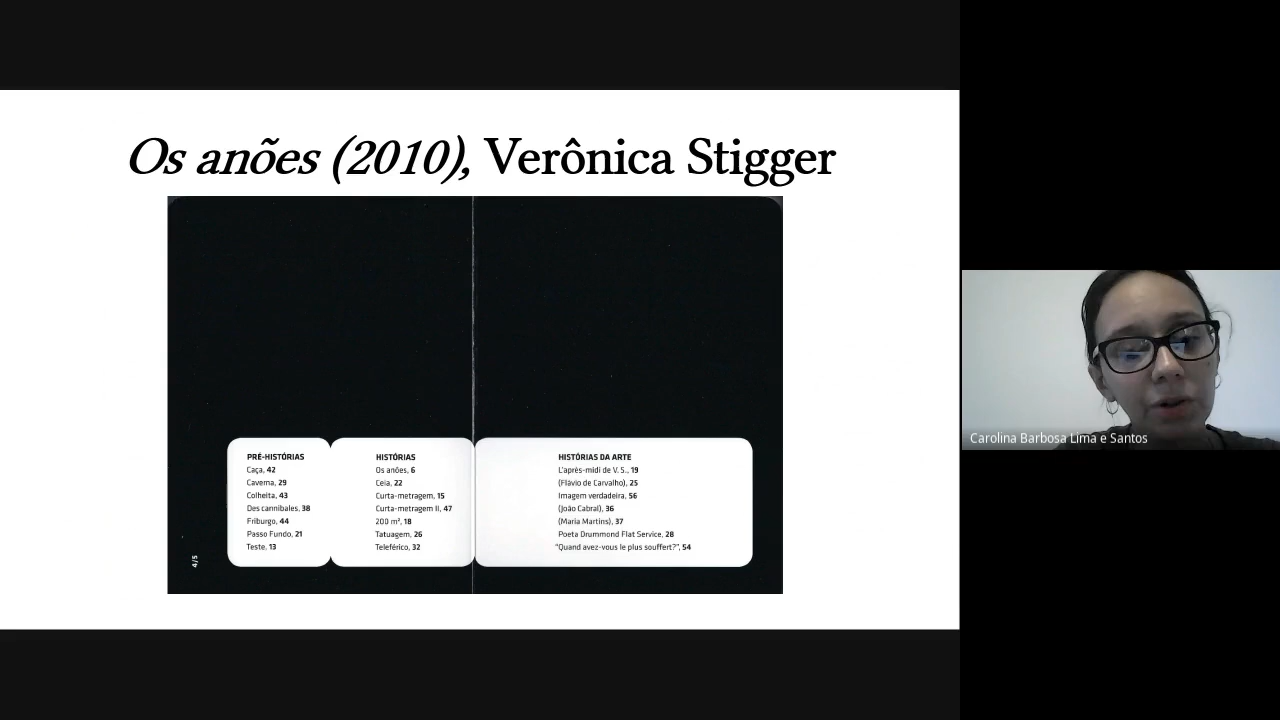 Os anões (2010), Verônica Stigger
PRÉ-HISTÓRIAS
Caça, 42
Caverna, 29
Colheita, 43
Des cannibales, 38
Friburgo, 44
Passo Fundo, 21
Teste, 13
HISTÓRIAS
Os anões, 6
Ceia, 22
Curta-metragem, 15
Curta-metragem II, 47
200 m², 18
Tatuagem, 26
Teleférico, 32
HISTÓRIAS DA ARTE
L'après-midi de V. S., 19
(Flávio de Carvalho), 25
Imagem verdadeira, 56
(João Cabral), 36
(Maria Martins), 37
Poeta Drummond Flat Service, 28
"Quand avez-vous le plus souffert?", 54
4/5
Carolina Barbosa Lima e Santos